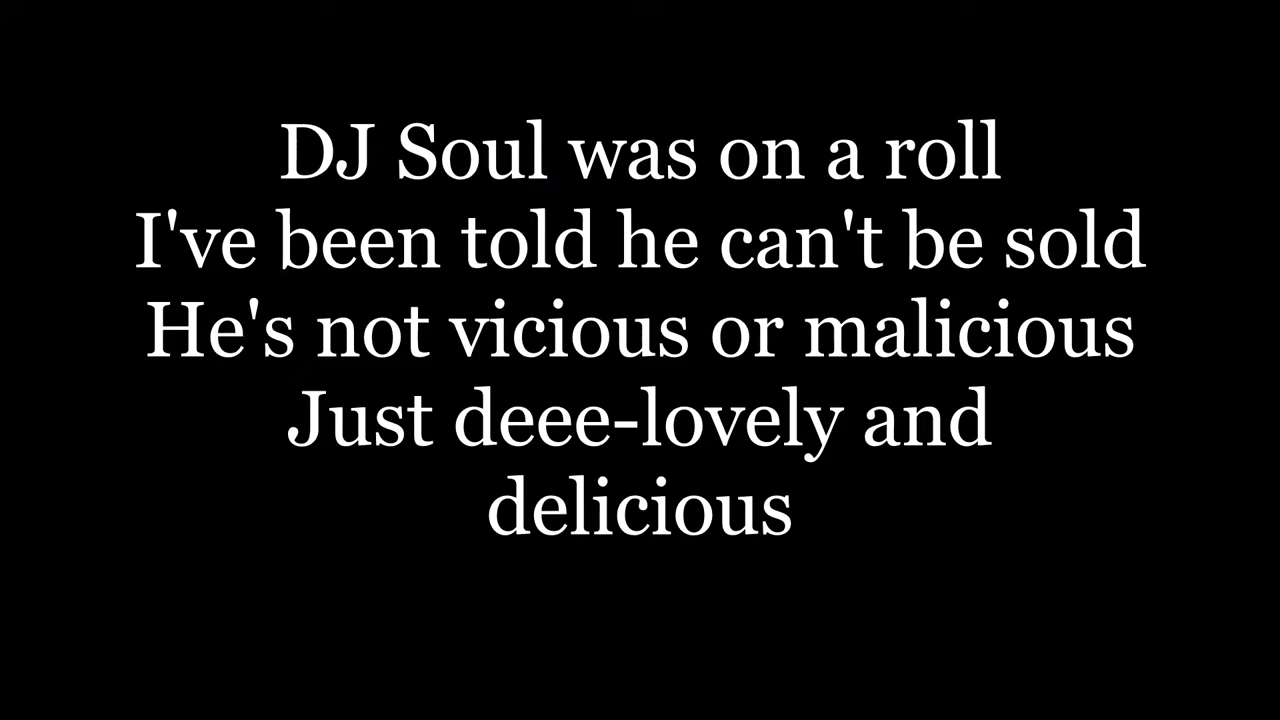 DJ Soul was on a roll
I've been told he can't be sold
He's not vicious or malicious
Just deee-lovely and
delicious